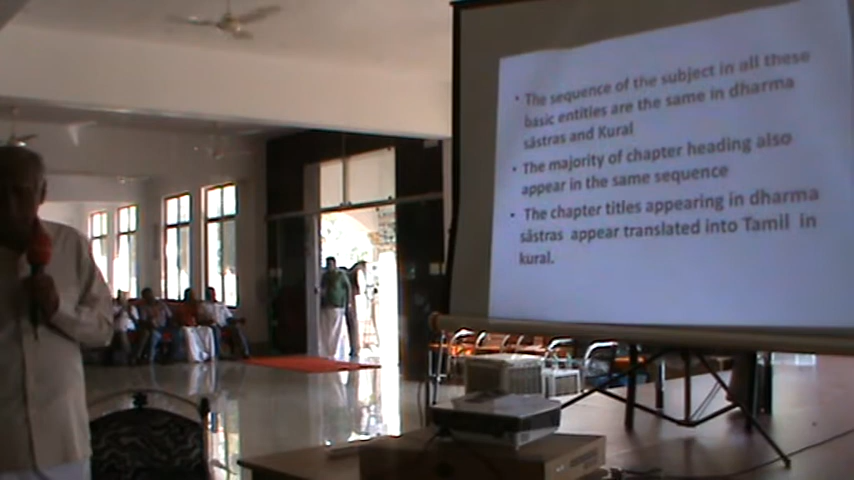 • The sequence of the subject in all these
basic entities are the same in dharma
sāstras and Kural
• The majority of chapter heading also
appear in the same sequence
• The chapter titles appearing in dharma
sāstras appear translated into Tamil in
kural.